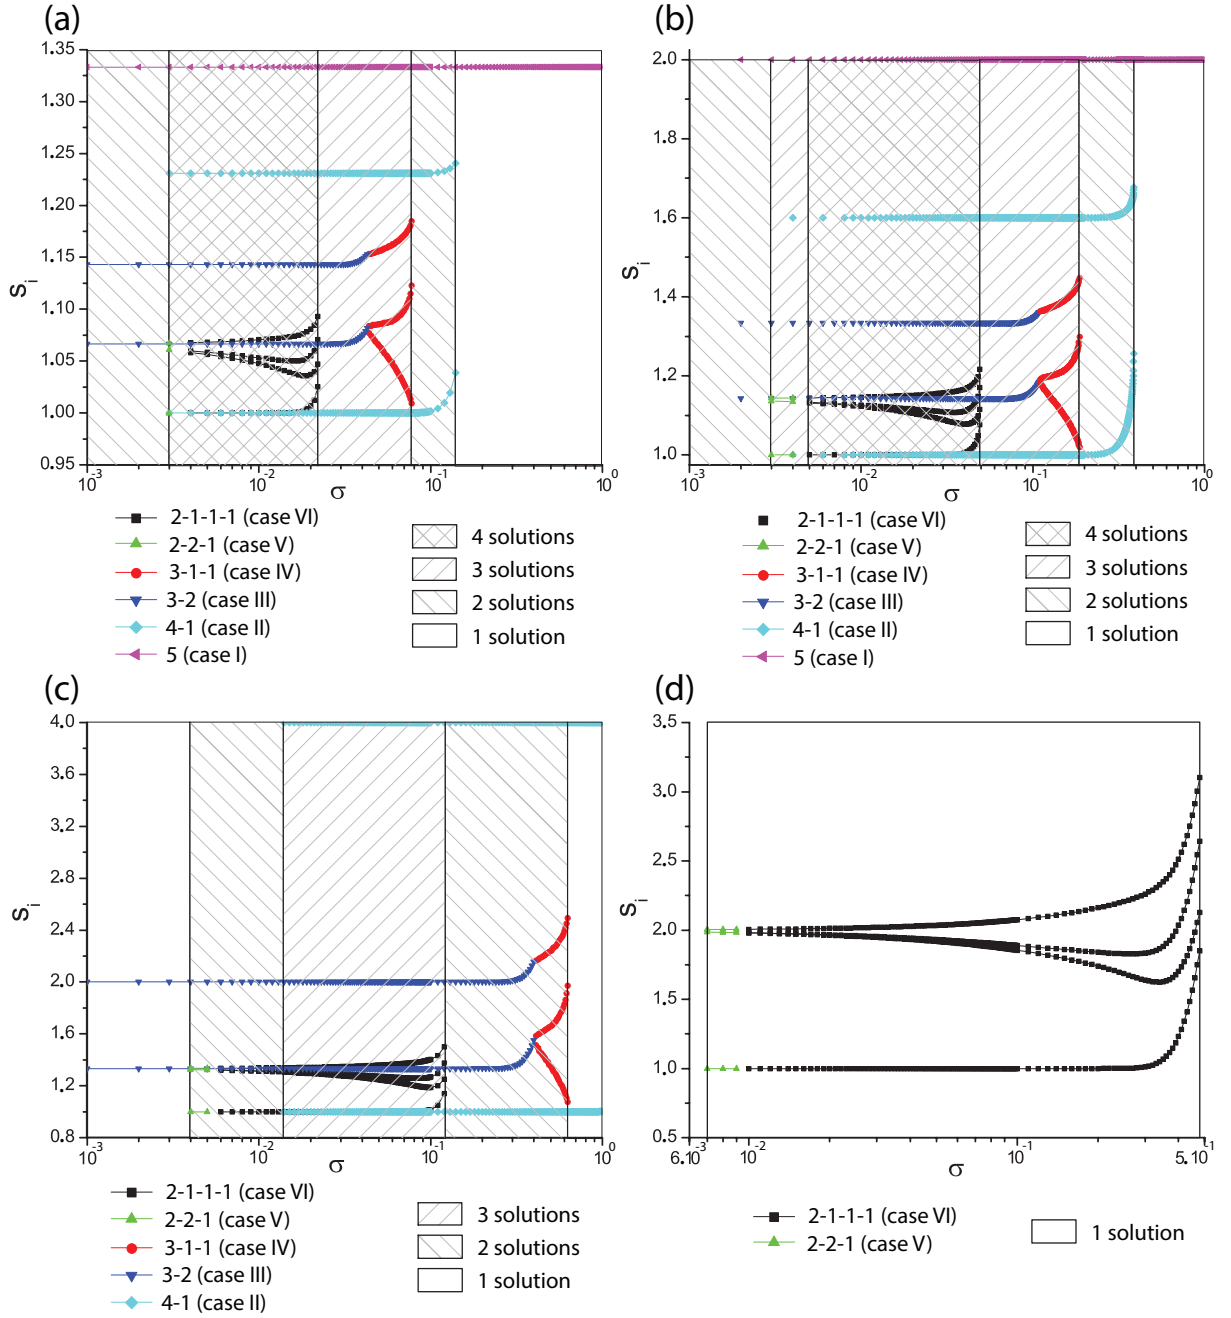 (a)
1.35
1.30
1.25
1.20
1.15
1.10
1.05
1.00
0.95
s_i
10^-3
10^-2
10^-1
10^0
σ
2-1-1-1 (case VI)
2-2-1 (case V)
3-1-1 (case IV)
3-2 (case III)
4-1 (case II)
5 (case I)
4 solutions
3 solutions
2 solutions
1 solution
(b)
2.0
1.8
1.6
1.4
1.2
1.0
s_i
10^-3
10^-2
10^-1
10^0
σ
2-1-1-1 (case VI)
2-2-1 (case V)
3-1-1 (case IV)
3-2 (case III)
4-1 (case II)
5 (case I)
4 solutions
3 solutions
2 solutions
1 solution
(c)
4.0
3.6
3.2
2.8
2.4
2.0
1.6
1.2
0.8
s_i
10^-3
10^-2
10^-1
10^0
σ
2-1-1-1 (case VI)
2-2-1 (case V)
3-1-1 (case IV)
3-2 (case III)
4-1 (case II)
3 solutions
2 solutions
1 solution
(d)
3.5
3.0
2.5
2.0
1.5
1.0
0.5
s_i
6.10^-3
10^-2
10^-1
5.10^-1
σ
2-1-1-1 (case VI)
2-2-1 (case V)
1 solution